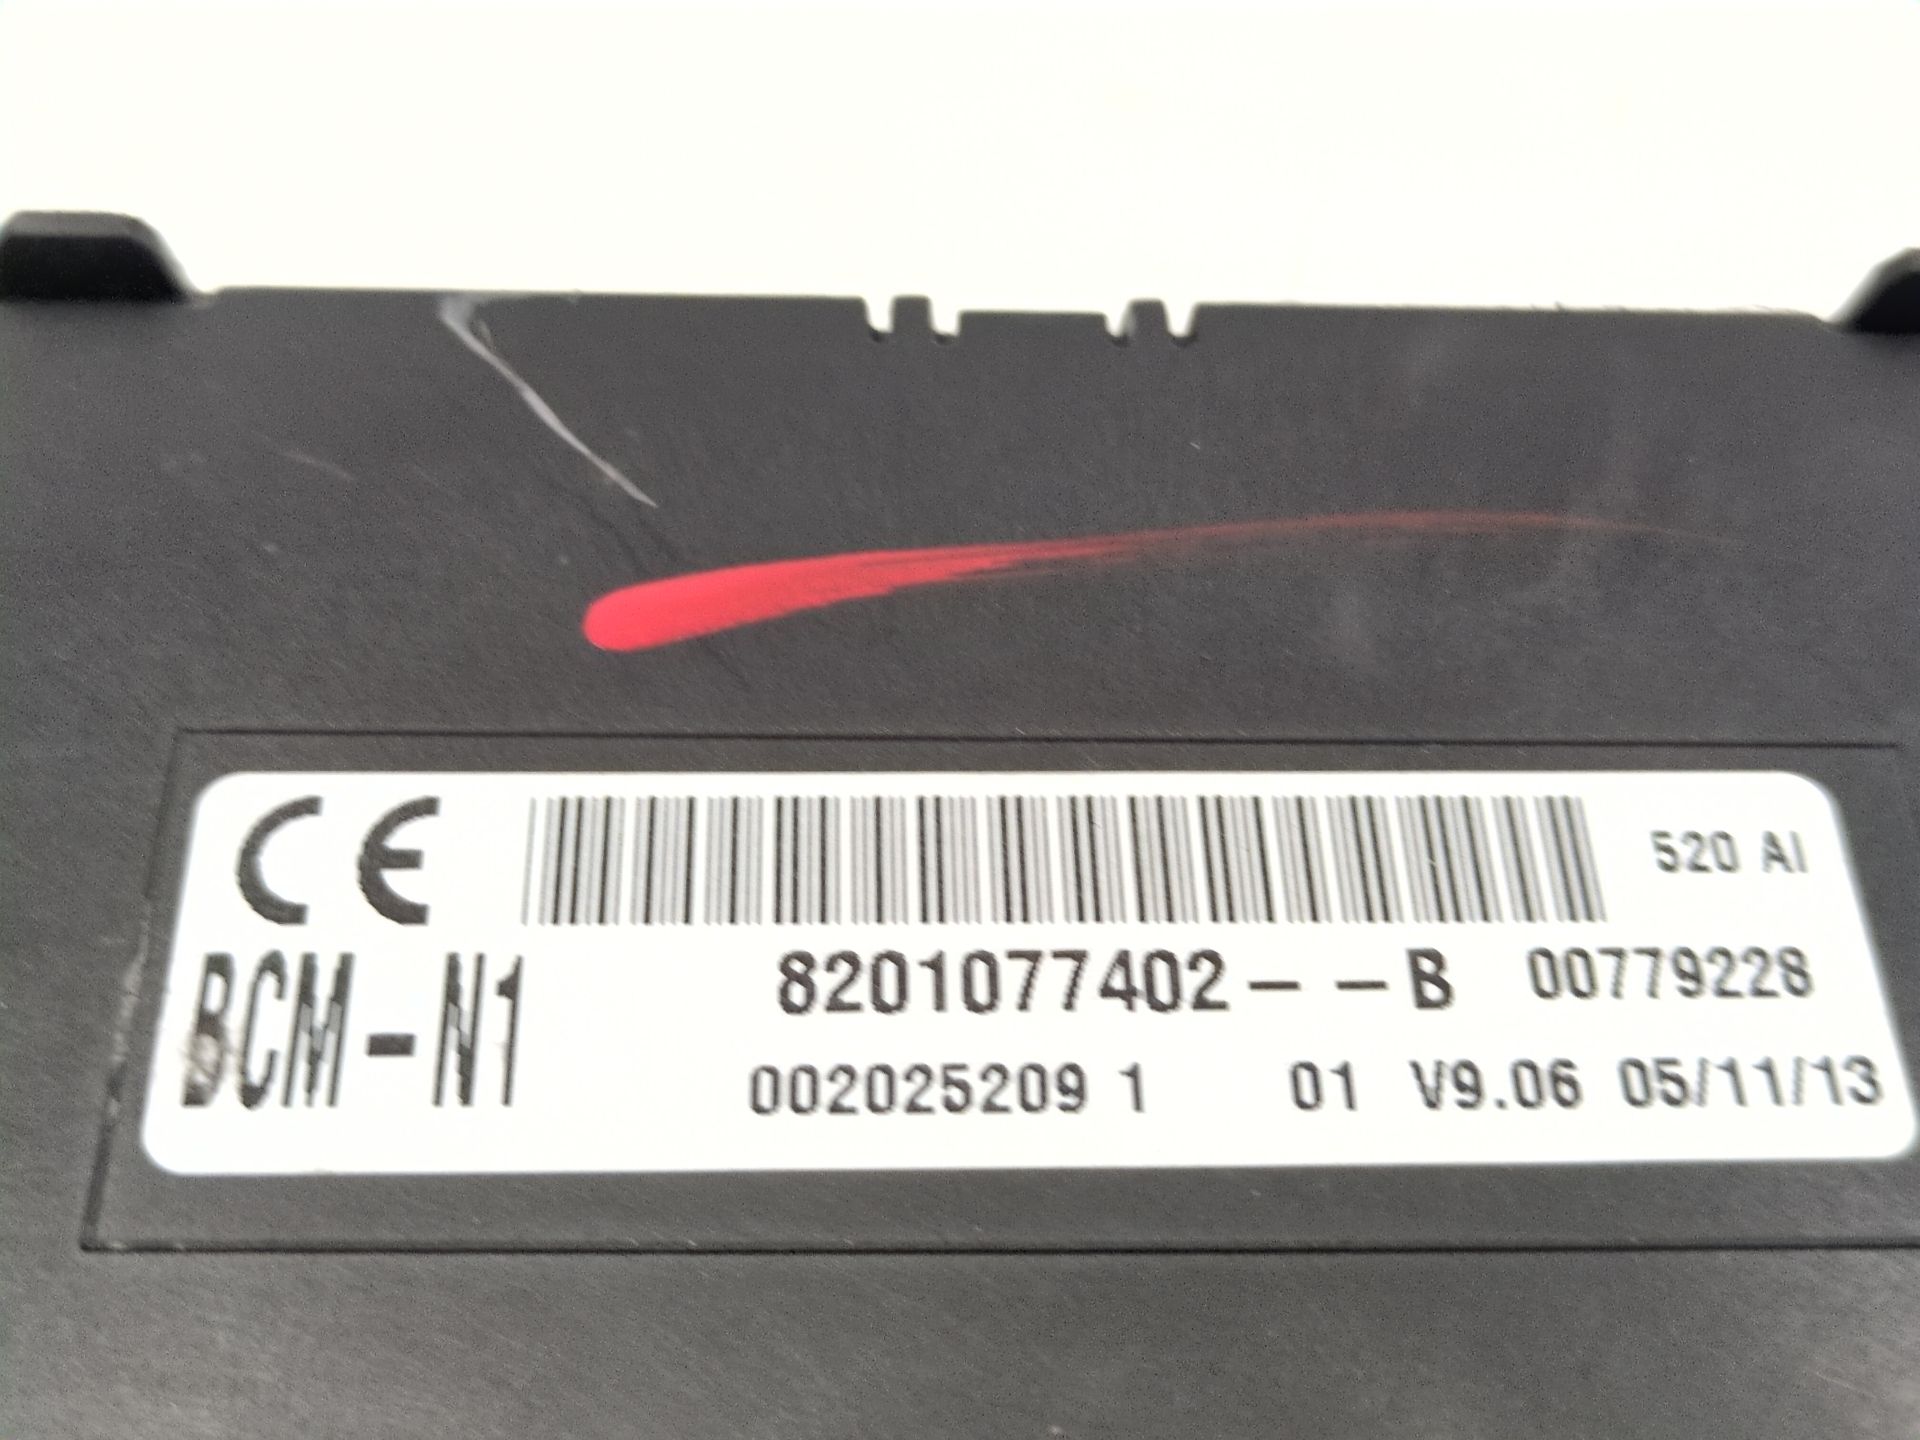 CE 520 AI
BCM-N1 8201077402--B 00779228
002025209 1 01 V9.06 05/11/13